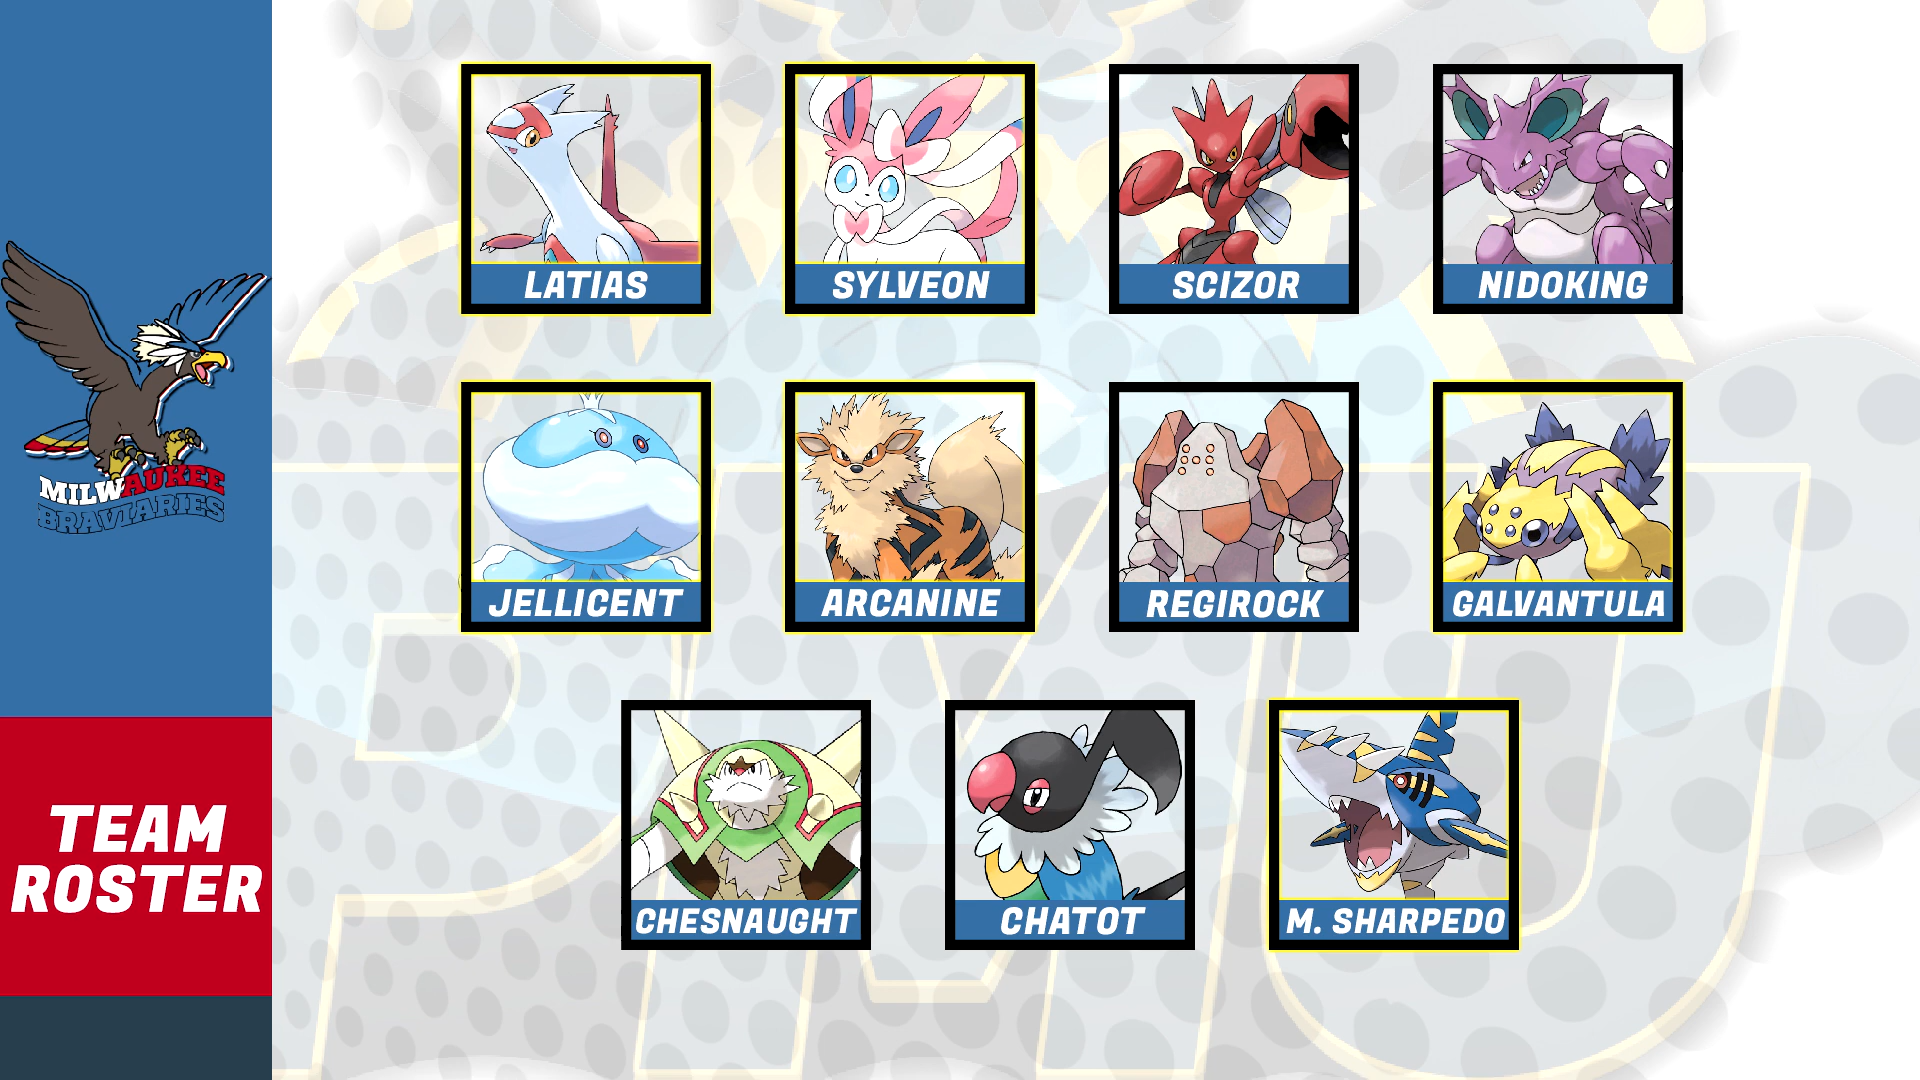 LATIAS
SYLVEON
SCIZOR
NIDOKING
JELLICENT
ARCANINE
REGIROCK
GALVANTULA
CHESNAUGHT
CHATOT
M. SHARPEDO
MILWAUKEE
BRAVIARIES
TEAM
ROSTER